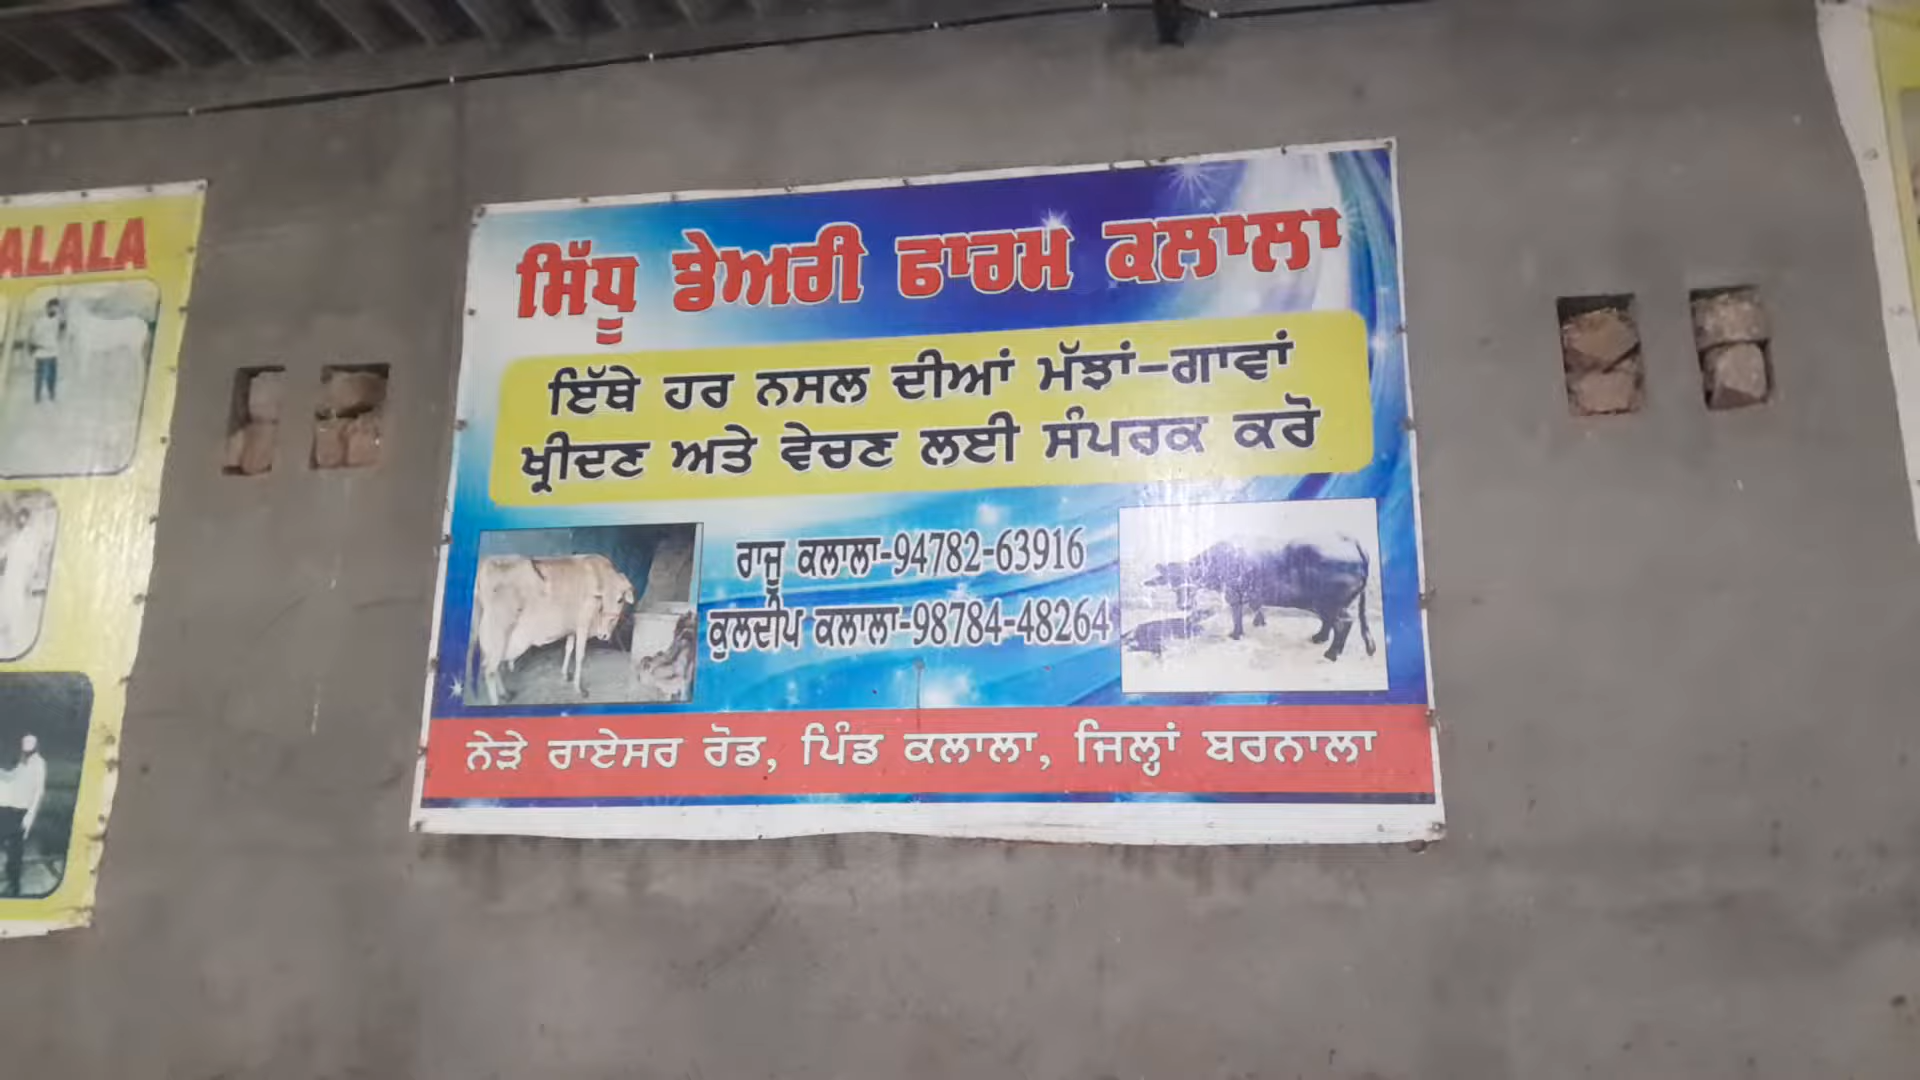 ALALA
ਸਿੱਧੂ ਡੇਅਰੀ ਫਾਰਮ ਕਲਾਲਾ
ਇੱਥੇ ਹਰ ਨਸਲ ਦੀਆਂ ਮੱਝਾਂ-ਗਾਵਾਂ
ਖ੍ਰੀਦਣ ਅਤੇ ਵੇਚਣ ਲਈ ਸੰਪਰਕ ਕਰੋ
ਰਾਜੂ ਕਲਾਲਾ-94782-63916
ਕੁਲਦੀਪ ਕਲਾਲਾ-98784-48264
ਨੇੜੇ ਰਾਏਸਰ ਰੋਡ, ਪਿੰਡ ਕਲਾਲਾ, ਜਿਲ੍ਹਾਂ ਬਰਨਾਲਾ